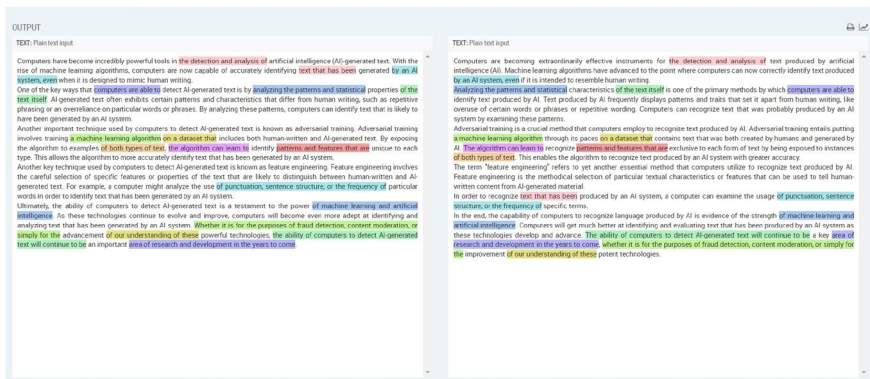 OUTPUT
TEXT: Plain text input
Computers have become incredibly powerful tools in the detection and analysis of artificial intelligence (AI)-generated text. With the
rise of machine learning algorithms, computers are now capable of accurately identifying text that has been generated by an AI
system, even when it is designed to mimic human writing.
One of the key ways that computers are able to detect AI-generated text is by analyzing the patterns and statistical properties of the
text itself. AI-generated text often exhibits certain patterns and characteristics that differ from human writing, such as repetitive
phrasing or an overreliance on particular words or phrases. By analyzing these patterns, computers can identify text that is likely to
have been generated by an AI system.
Another important technique used by computers to detect AI-generated text is known as adversarial training. Adversarial training
involves training a machine learning algorithm on a dataset that includes both human-written and AI-generated text. By exposing
the algorithm to examples of both types of text, the algorithm can learn to identify patterns and features that are unique to each
type. This allows the algorithm to more accurately identify text that has been generated by an AI system.
Another key technique used by computers to detect AI-generated text is known as feature engineering. Feature engineering involves
the careful selection of specific features or properties of the text that are likely to distinguish between human-written and AI-
generated text. For example, a computer might analyze the use of punctuation, sentence structure, or the frequency of particular
words in order to identify text that has been generated by an AI system.
Ultimately, the ability of computers to detect AI-generated text is a testament to the power of machine learning and artificial
intelligence. As these technologies continue to evolve and improve, computers will become even more adept at identifying and
analyzing text that has been generated by an AI system. Whether it is for the purposes of fraud detection, content moderation, or
simply for the advancement of our understanding of these powerful technologies, the ability of computers to detect AI-generated
text will continue to be an important area of research and development in the years to come.
TEXT: Plain text input
Computers are becoming extraordinarily effective instruments for the detection and analysis of text produced by artificial
intelligence (AI). Machine learning algorithms have advanced to the point where computers can now correctly identify text produced
by an AI system, even if it is intended to resemble human writing.
Analyzing the patterns and statistical characteristics of the text itself is one of the primary methods by which computers are able to
identify text produced by AI. Text produced by AI frequently displays patterns and traits that set it apart from human writing, like
overuse of certain words or phrases or repetitive wording. Computers can recognize text that was probably produced by an AI
system by examining these patterns.
Adversarial training is a crucial method that computers employ to recognize text produced by AI. Adversarial training entails putting
a machine learning algorithm through its paces on a dataset that contains text that was both created by humans and generated by
AI. The algorithm can learn to recognize patterns and features that are exclusive to each form of text by being exposed to instances
of both types of text. This enables the algorithm to recognize text produced by an AI system with greater accuracy.
The term "feature engineering" refers to yet another essential method that computers utilize to recognize text produced by AI.
Feature engineering is the methodical selection of particular textual characteristics or features that can be used to tell human-
written content from AI-generated material.
In order to recognize text that has been produced by an AI system, a computer can examine the usage of punctuation, sentence
structure, or the frequency of specific terms.
In the end, the capability of computers to recognize language produced by AI is evidence of the strength of machine learning and
artificial intelligence. Computers will get much better at identifying and evaluating text that has been produced by an AI system as
these technologies develop and advance. The ability of computers to detect AI-generated text will continue to be a key area of
research and development in the years to come, whether it is for the purposes of fraud detection, content moderation, or simply for
the improvement of our understanding of these potent technologies.